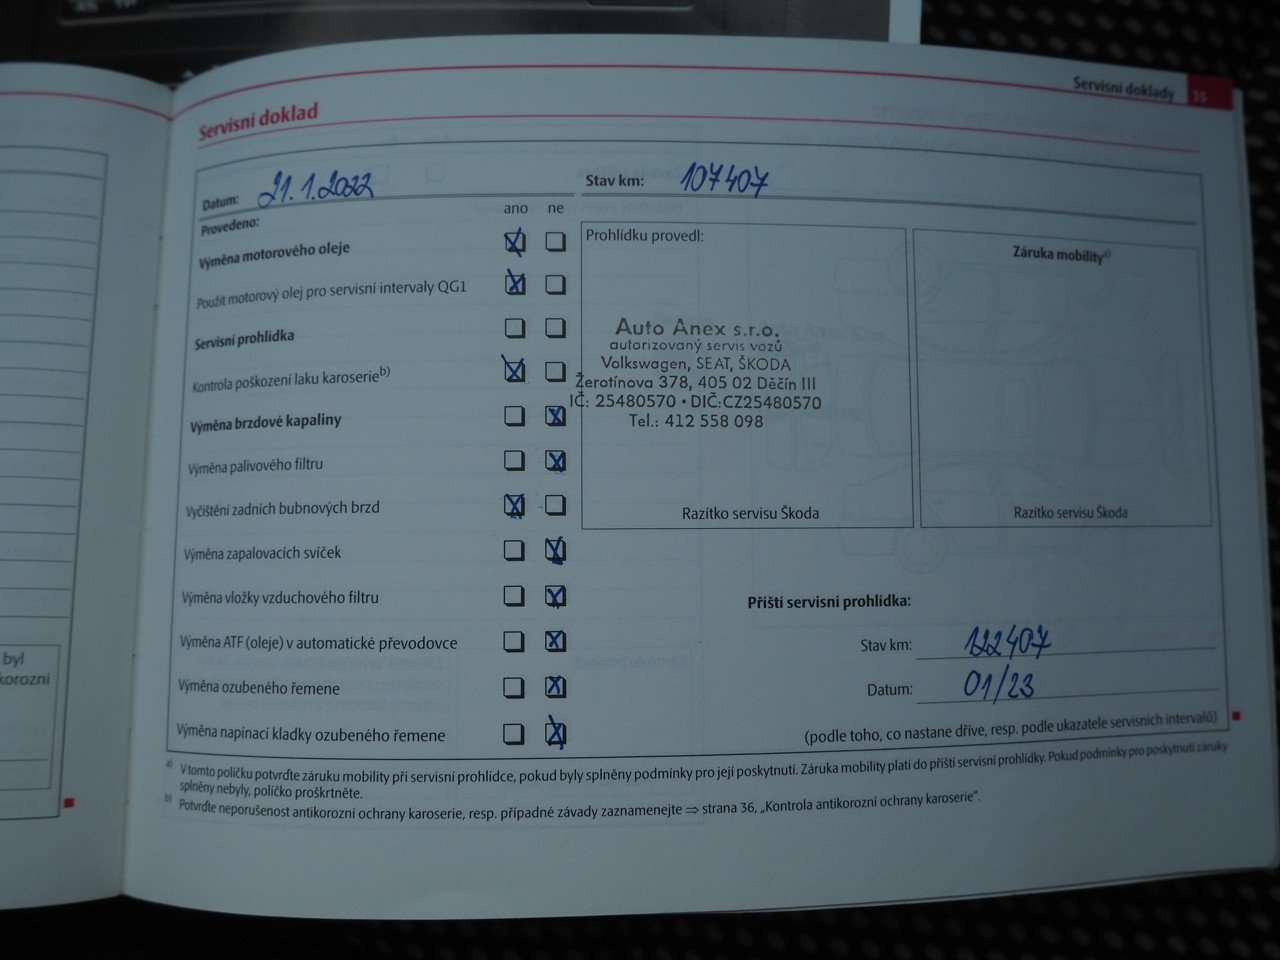 Servisní doklady 35
Servisní doklad
Datum: 21.1.2022
Stav km: 107407
Provedeno:
ano ne
Výměna motorového oleje
Použit motorový olej pro servisní intervaly QG1
Servisní prohlídka
Kontrola poškození laku karoserie b)
Výměna brzdové kapaliny
Výměna palivového filtru
Vyčištění zadních bubnových brzd
Výměna zapalovacích svíček
Výměna vložky vzduchového filtru
Výměna ATF (oleje) v automatické převodovce
Výměna ozubeného řemene
Výměna napínací kladky ozubeného řemene
Prohlídku provedl:
Auto Anex s.r.o.
autorizovaný servis vozů
Volkswagen, SEAT, ŠKODA
Žerotínova 378, 405 02 Děčín III
IČ: 25480570 • DIČ:CZ25480570
Tel.: 412 558 098
Razítko servisu Škoda
Záruka mobility a)
Razítko servisu Škoda
Příští servisní prohlídka:
Stav km: 122407
Datum: 01/23
(podle toho, co nastane dříve, resp. podle ukazatele servisních intervalů)
a) V tomto políčku potvrďte záruku mobility při servisní prohlídce, pokud byly splněny podmínky pro její poskytnutí. Záruka mobility platí do příští servisní prohlídky. Pokud podmínky pro poskytnutí záruky
splněny nebyly, políčko proškrtněte.
b) Potvrďte neporušenost antikorozní ochrany karoserie, resp. případné závady zaznamenejte ⇒ strana 36, „Kontrola antikorozní ochrany karoserie".
byl
korozní